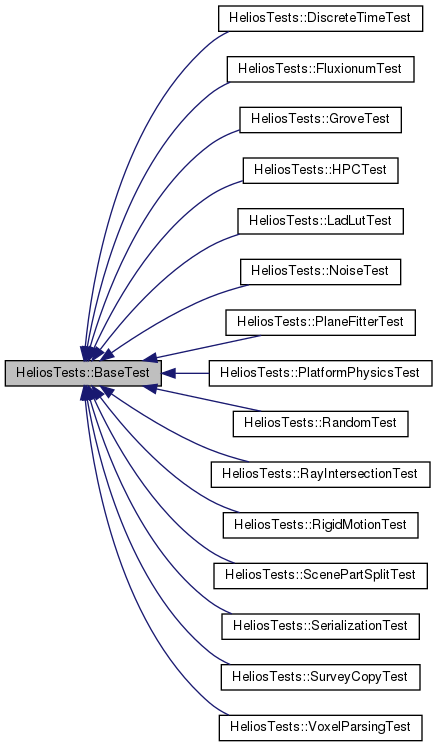 HeliosTests::DiscreteTimeTest
HeliosTests::FluxionumTest
HeliosTests::GroveTest
HeliosTests::HPCTest
HeliosTests::LadLutTest
HeliosTests::NoiseTest
HeliosTests::PlaneFitterTest
HeliosTests::BaseTest
HeliosTests::PlatformPhysicsTest
HeliosTests::RandomTest
HeliosTests::RayIntersectionTest
HeliosTests::RigidMotionTest
HeliosTests::ScenePartSplitTest
HeliosTests::SerializationTest
HeliosTests::SurveyCopyTest
HeliosTests::VoxelParsingTest